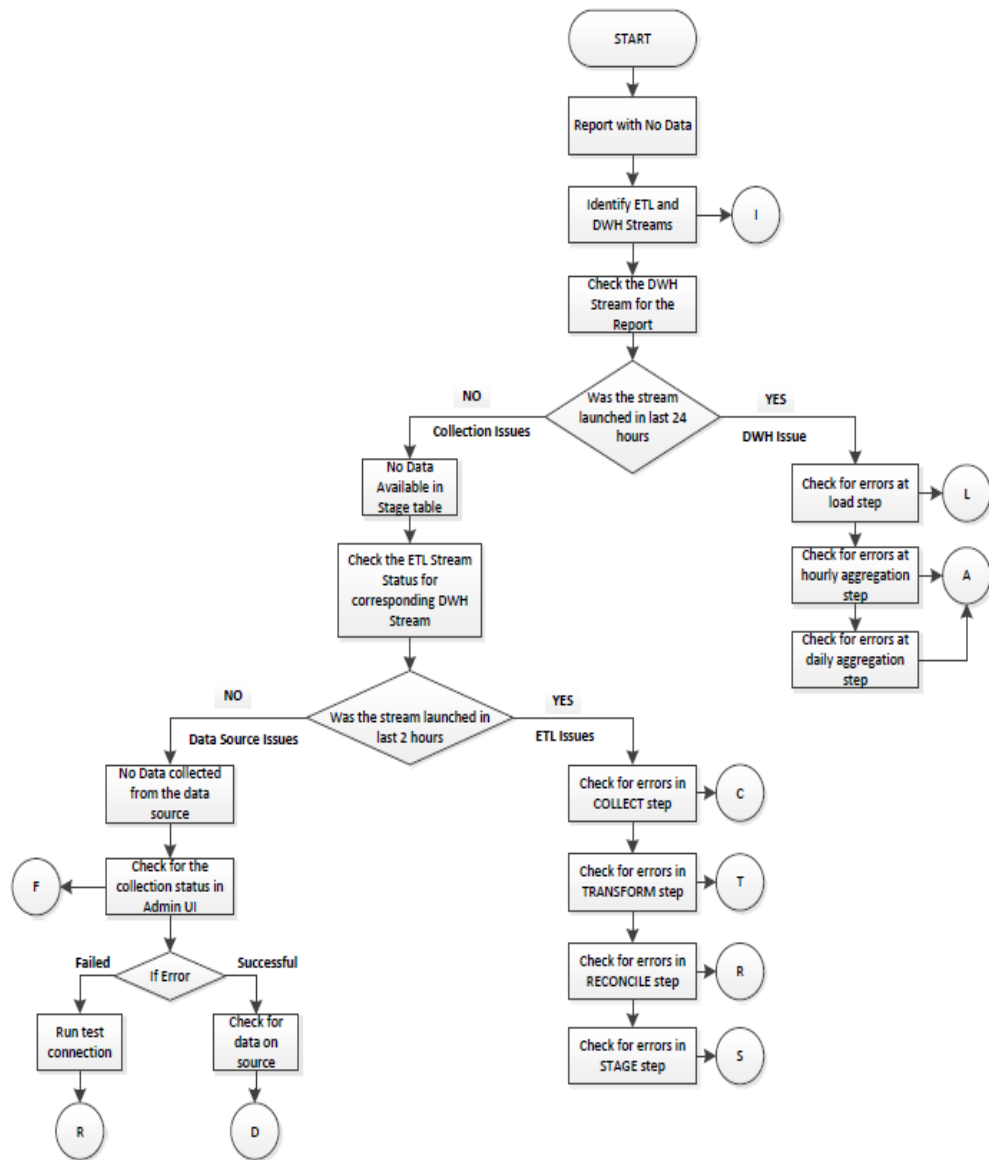 START
Report with No Data
Identify ETL and
DWH Streams
I
Check the DWH
Stream for the
Report
Was the stream
launched in last 24
hours
NO
Collection Issues
YES
DWH Issue
No Data
Available in
Stage table
Check for errors at
load step
L
Check the ETL Stream
Status for
corresponding DWH
Stream
Check for errors at
hourly aggregation
step
A
Check for errors at
daily aggregation
step
Was the stream launched in
last 2 hours
NO
Data Source Issues
YES
ETL Issues
No Data collected
from the data
source
Check for errors in
COLLECT step
C
Check for the
collection status in
Admin UI
F
Check for errors in
TRANSFORM step
T
If Error
Failed
Successful
Check for errors in
RECONCILE step
R
Run test
connection
Check for
data on
source
Check for errors in
STAGE step
S
R
D